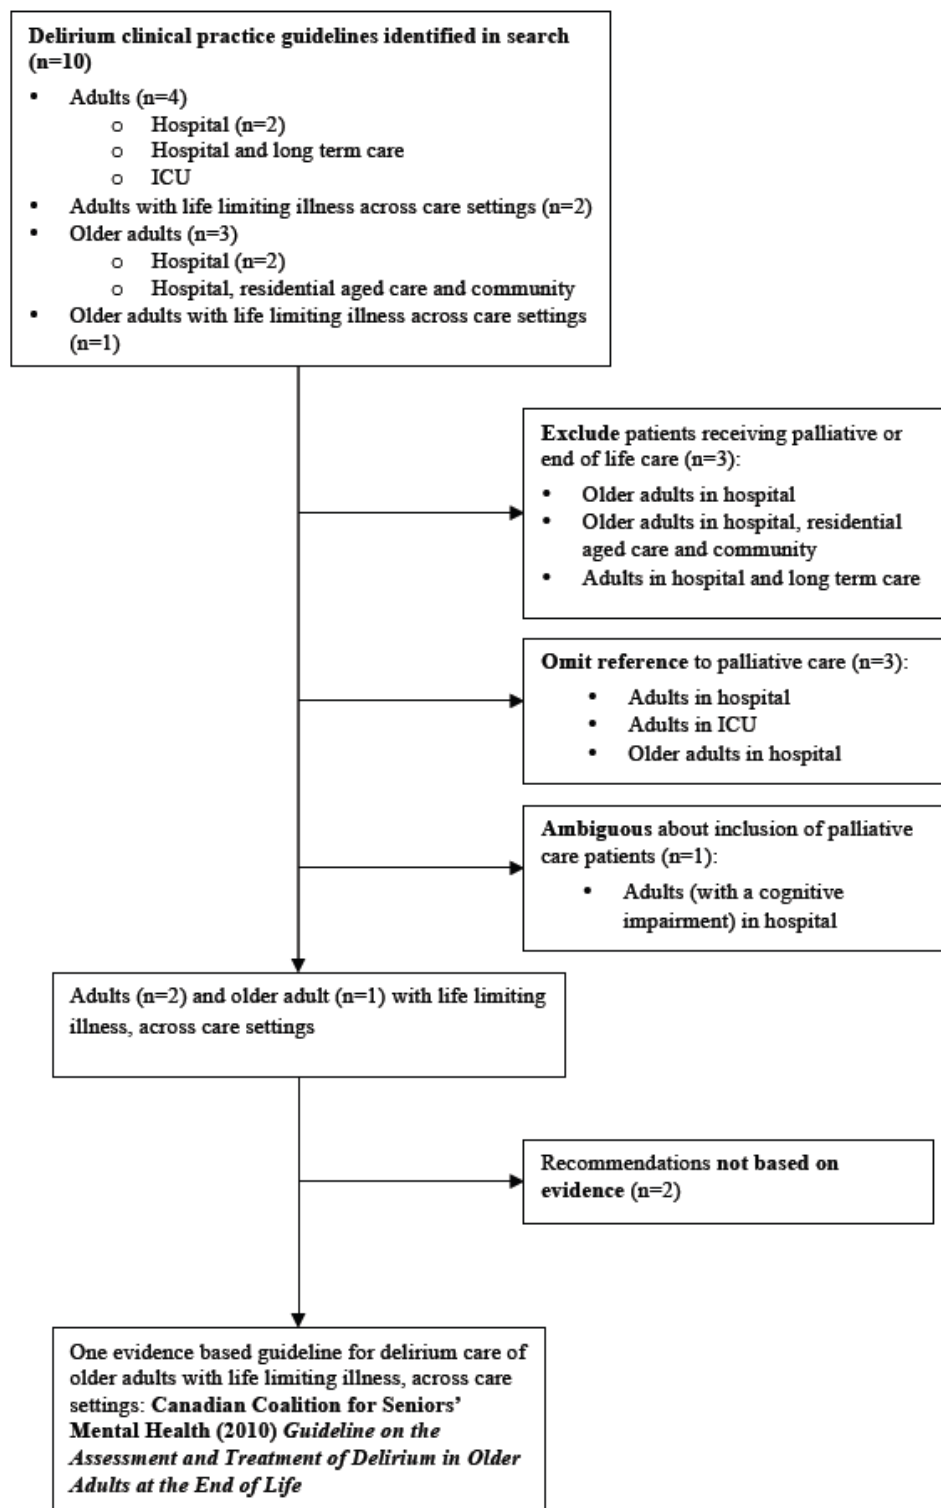 Delirium clinical practice guidelines identified in search
(n=10)
• Adults (n=4)
o Hospital (n=2)
o Hospital and long term care
o ICU
• Adults with life limiting illness across care settings (n=2)
• Older adults (n=3)
o Hospital (n=2)
o Hospital, residential aged care and community
• Older adults with life limiting illness across care settings
(n=1)
Exclude patients receiving palliative or
end of life care (n=3):
• Older adults in hospital
• Older adults in hospital, residential
aged care and community
• Adults in hospital and long term care
Omit reference to palliative care (n=3):
• Adults in hospital
• Adults in ICU
• Older adults in hospital
Ambiguous about inclusion of palliative
care patients (n=1):
• Adults (with a cognitive
impairment) in hospital
Adults (n=2) and older adult (n=1) with life limiting
illness, across care settings
Recommendations not based on
evidence (n=2)
One evidence based guideline for delirium care of
older adults with life limiting illness, across care
settings: Canadian Coalition for Seniors’
Mental Health (2010) Guideline on the
Assessment and Treatment of Delirium in Older
Adults at the End of Life